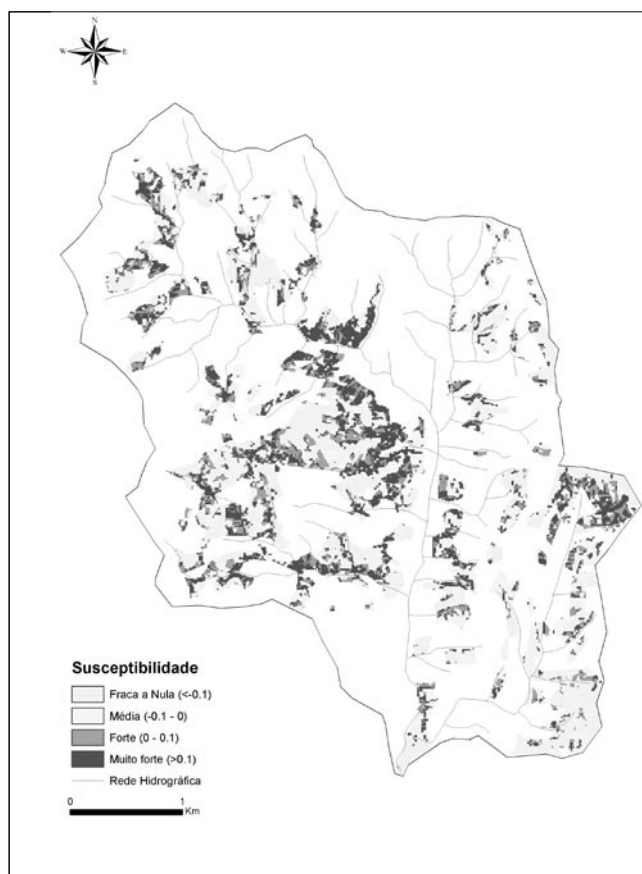 N
W E
S
Susceptibilidade
Fraca a Nula (<-0.1)
Média (-0.1 - 0)
Forte (0 - 0.1)
Muito forte (>0.1)
Rede Hidrográfica
0 1
Km